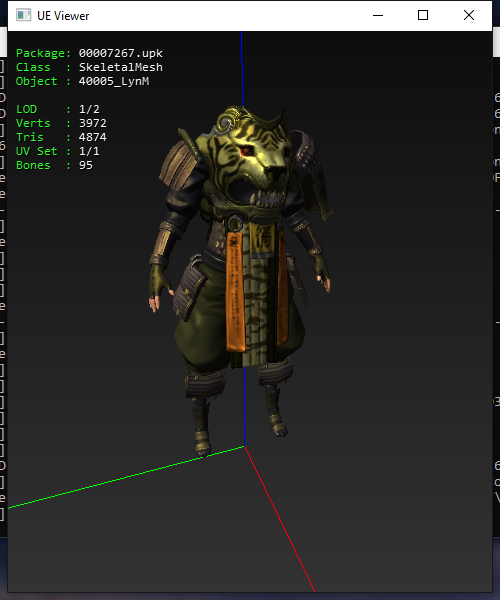 UE Viewer
Package: 00007267.upk
Class  : SkeletalMesh
Object : 40005_LynM
LOD    : 1/2
Verts  : 3972
Tris   : 4874
UV Set : 1/1
Bones  : 95